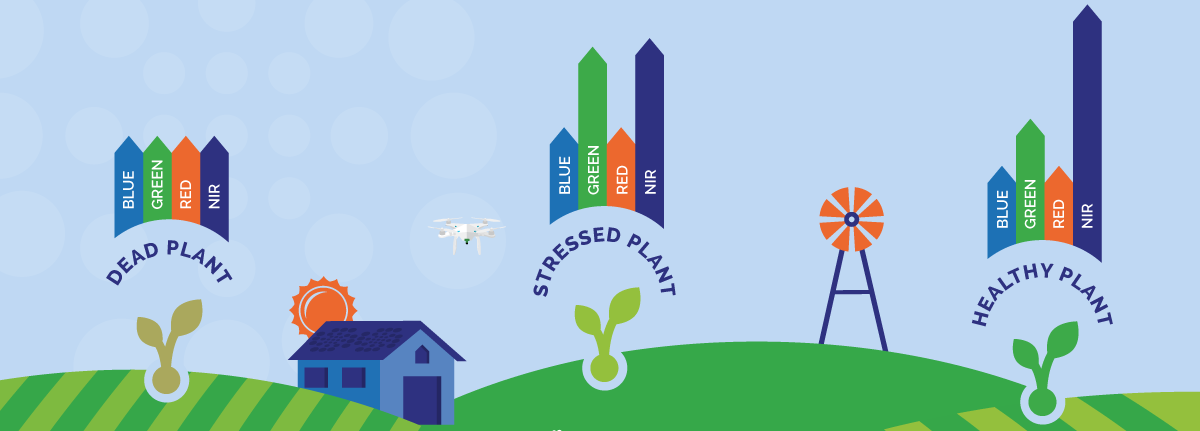 BLUE
GREEN
RED
NIR
DEAD PLANT
BLUE
GREEN
RED
NIR
STRESSED PLANT
BLUE
GREEN
RED
NIR
HEALTHY PLANT